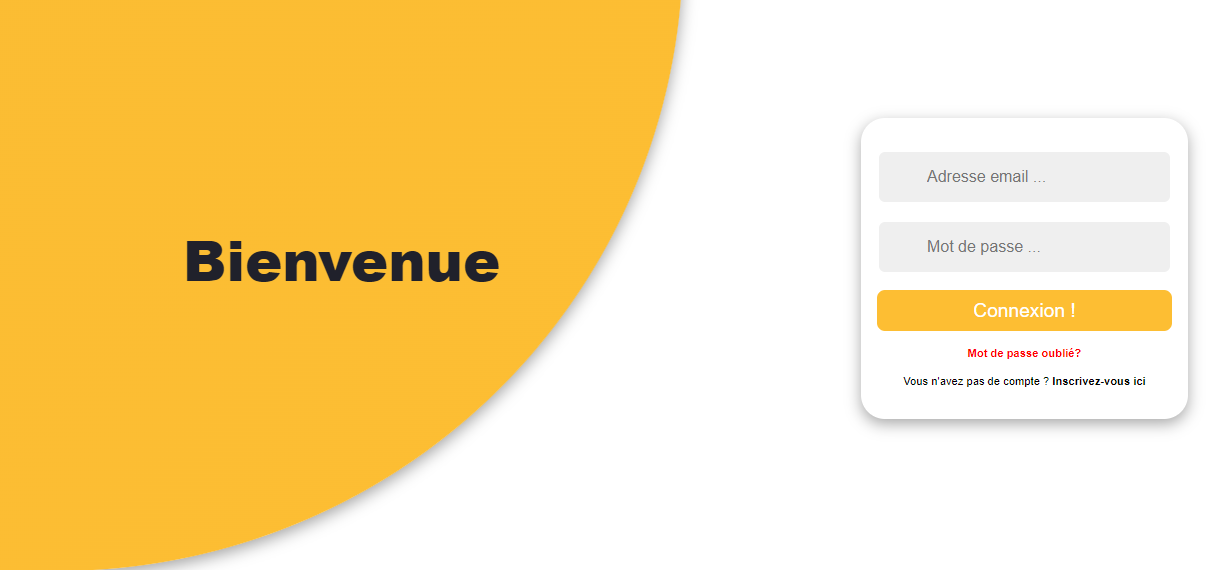 Bienvenue
Adresse email ...
Mot de passe ...
Connexion !
Mot de passe oublié?
Vous n'avez pas de compte ? Inscrivez-vous ici